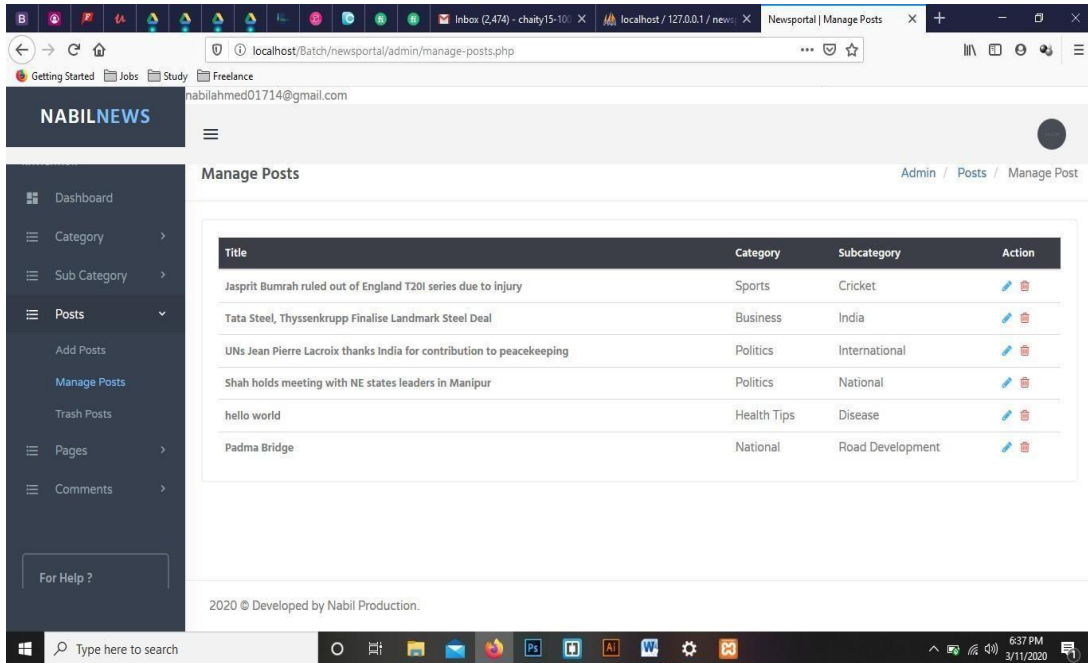 Inbox (2,474) - chaity15-10
localhost / 127.0.0.1 / news
Newsportal | Manage Posts
localhost/Batch/newsportal/admin/manage-posts.php
Getting Started Jobs Study Freelance
nabilahmed01714@gmail.com
NABILNEWS
Manage Posts
Admin / Posts / Manage Post
Dashboard
Category
Sub Category
Posts
Add Posts
Manage Posts
Trash Posts
Pages
Comments
For Help ?
Title Category Subcategory Action
Jasprit Bumrah ruled out of England T20I series due to injury Sports Cricket
Tata Steel, Thyssenkrupp Finalise Landmark Steel Deal Business India
UNs Jean Pierre Lacroix thanks India for contribution to peacekeeping Politics International
Shah holds meeting with NE states leaders in Manipur Politics National
hello world Health Tips Disease
Padma Bridge National Road Development
2020 © Developed by Nabil Production.
Type here to search
6:37 PM
3/11/2020